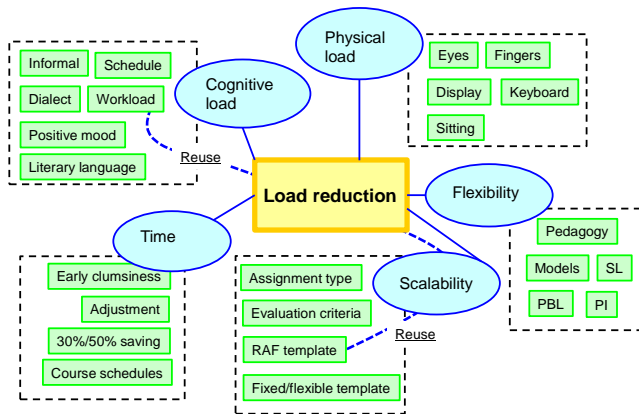 Physical
load
Informal
Schedule
Dialect
Workload
Positive mood
Literary language
Cognitive
load
Eyes
Fingers
Display
Keyboard
Sitting
Reuse
Load reduction
Flexibility
Time
Pedagogy
Models
SL
PBL
PI
Early clumsiness
Adjustment
30%/50% saving
Course schedules
Assignment type
Evaluation criteria
RAF template
Fixed/flexible template
Scalability
Reuse